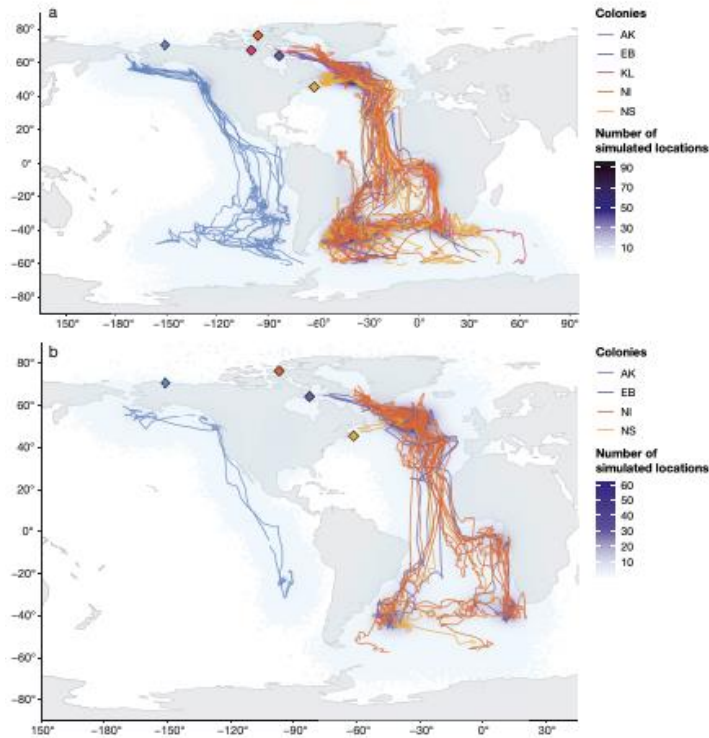 a
80°
60°
40°
20°
0°
−20°
−40°
−60°
−80°
150° −170° −120° −90° −60° −30° 0° 30° 60° 90°
Colonies
AK
EB
KL
NI
NS
Number of
simulated locations
90
70
50
30
10
b
80°
60°
40°
20°
0°
−20°
−40°
−60°
−80°
150° −150° −120° −90° −60° −30° 0° 30°
Colonies
AK
EB
NI
NS
Number of
simulated locations
60
50
40
30
20
10